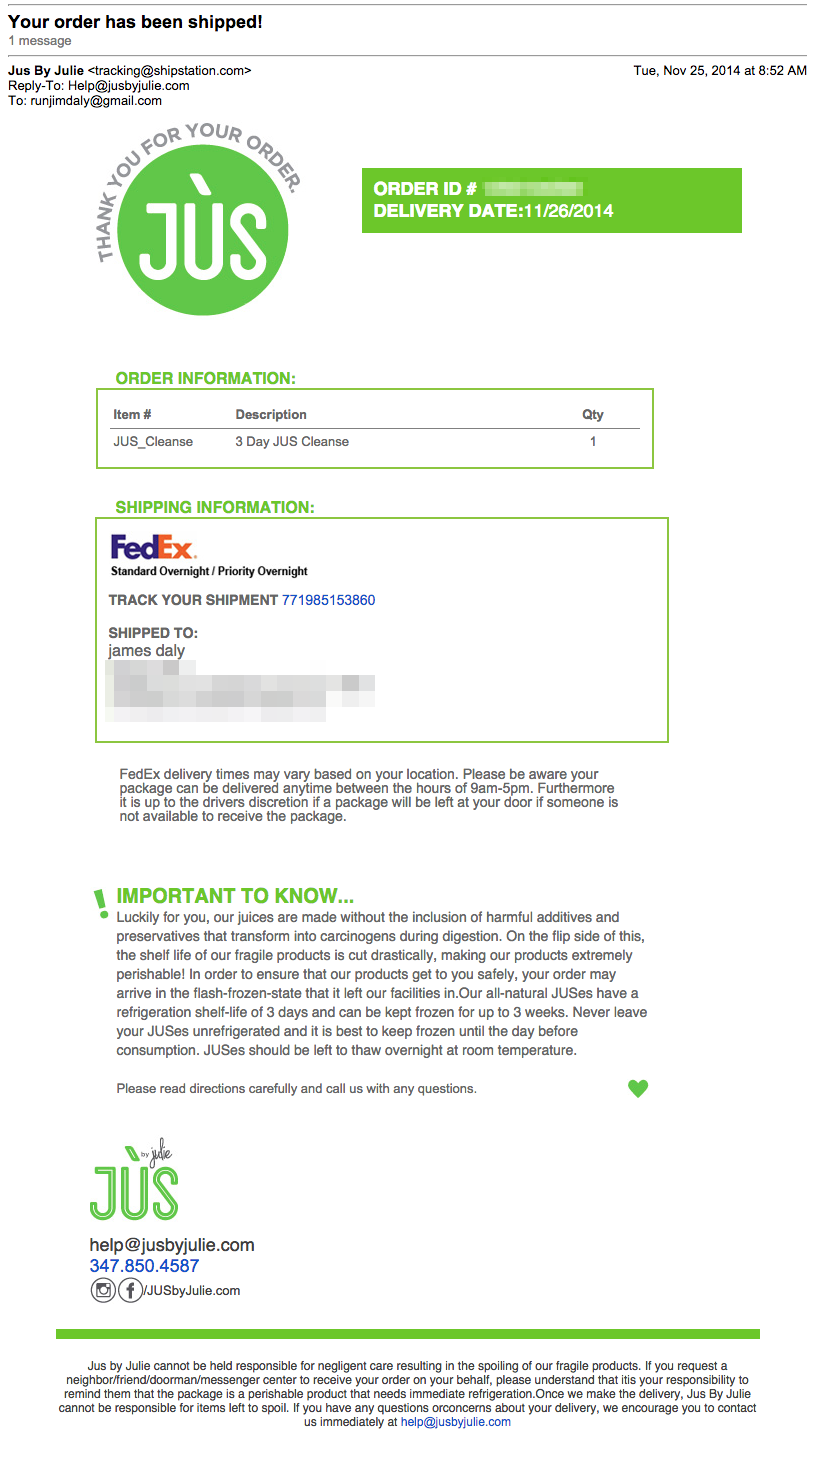 Your order has been shipped!
1 message
Jus By Julie <tracking@shipstation.com>
Tue, Nov 25, 2014 at 8:52 AM
Reply-To: Help@jusbyjulie.com
To: runjimdaly@gmail.com
THANK YOU FOR YOUR ORDER.
JÙS
ORDER ID #
DELIVERY DATE:11/26/2014
ORDER INFORMATION:
Item # Description Qty
JUS_Cleanse 3 Day JUS Cleanse 1
SHIPPING INFORMATION:
FedEx.
Standard Overnight / Priority Overnight
TRACK YOUR SHIPMENT 771985153860
SHIPPED TO:
james daly
FedEx delivery times may vary based on your location. Please be aware your
package can be delivered anytime between the hours of 9am-5pm. Furthermore
it is up to the drivers discretion if a package will be left at your door if someone is
not available to receive the package.
! IMPORTANT TO KNOW...
Luckily for you, our juices are made without the inclusion of harmful additives and
preservatives that transform into carcinogens during digestion. On the flip side of this,
the shelf life of our fragile products is cut drastically, making our products extremely
perishable! In order to ensure that our products get to you safely, your order may
arrive in the flash-frozen-state that it left our facilities in.Our all-natural JUSes have a
refrigeration shelf-life of 3 days and can be kept frozen for up to 3 weeks. Never leave
your JUSes unrefrigerated and it is best to keep frozen until the day before
consumption. JUSes should be left to thaw overnight at room temperature.
Please read directions carefully and call us with any questions.
by julie
JÙS
help@jusbyjulie.com
347.850.4587
/JUSbyJulie.com
Jus by Julie cannot be held responsible for negligent care resulting in the spoiling of our fragile products. If you request a
neighbor/friend/doorman/messenger center to receive your order on your behalf, please understand that itis your responsibility to
remind them that the package is a perishable product that needs immediate refrigeration.Once we make the delivery, Jus By Julie
cannot be responsible for items left to spoil. If you have any questions orconcerns about your delivery, we encourage you to contact
us immediately at help@jusbyjulie.com